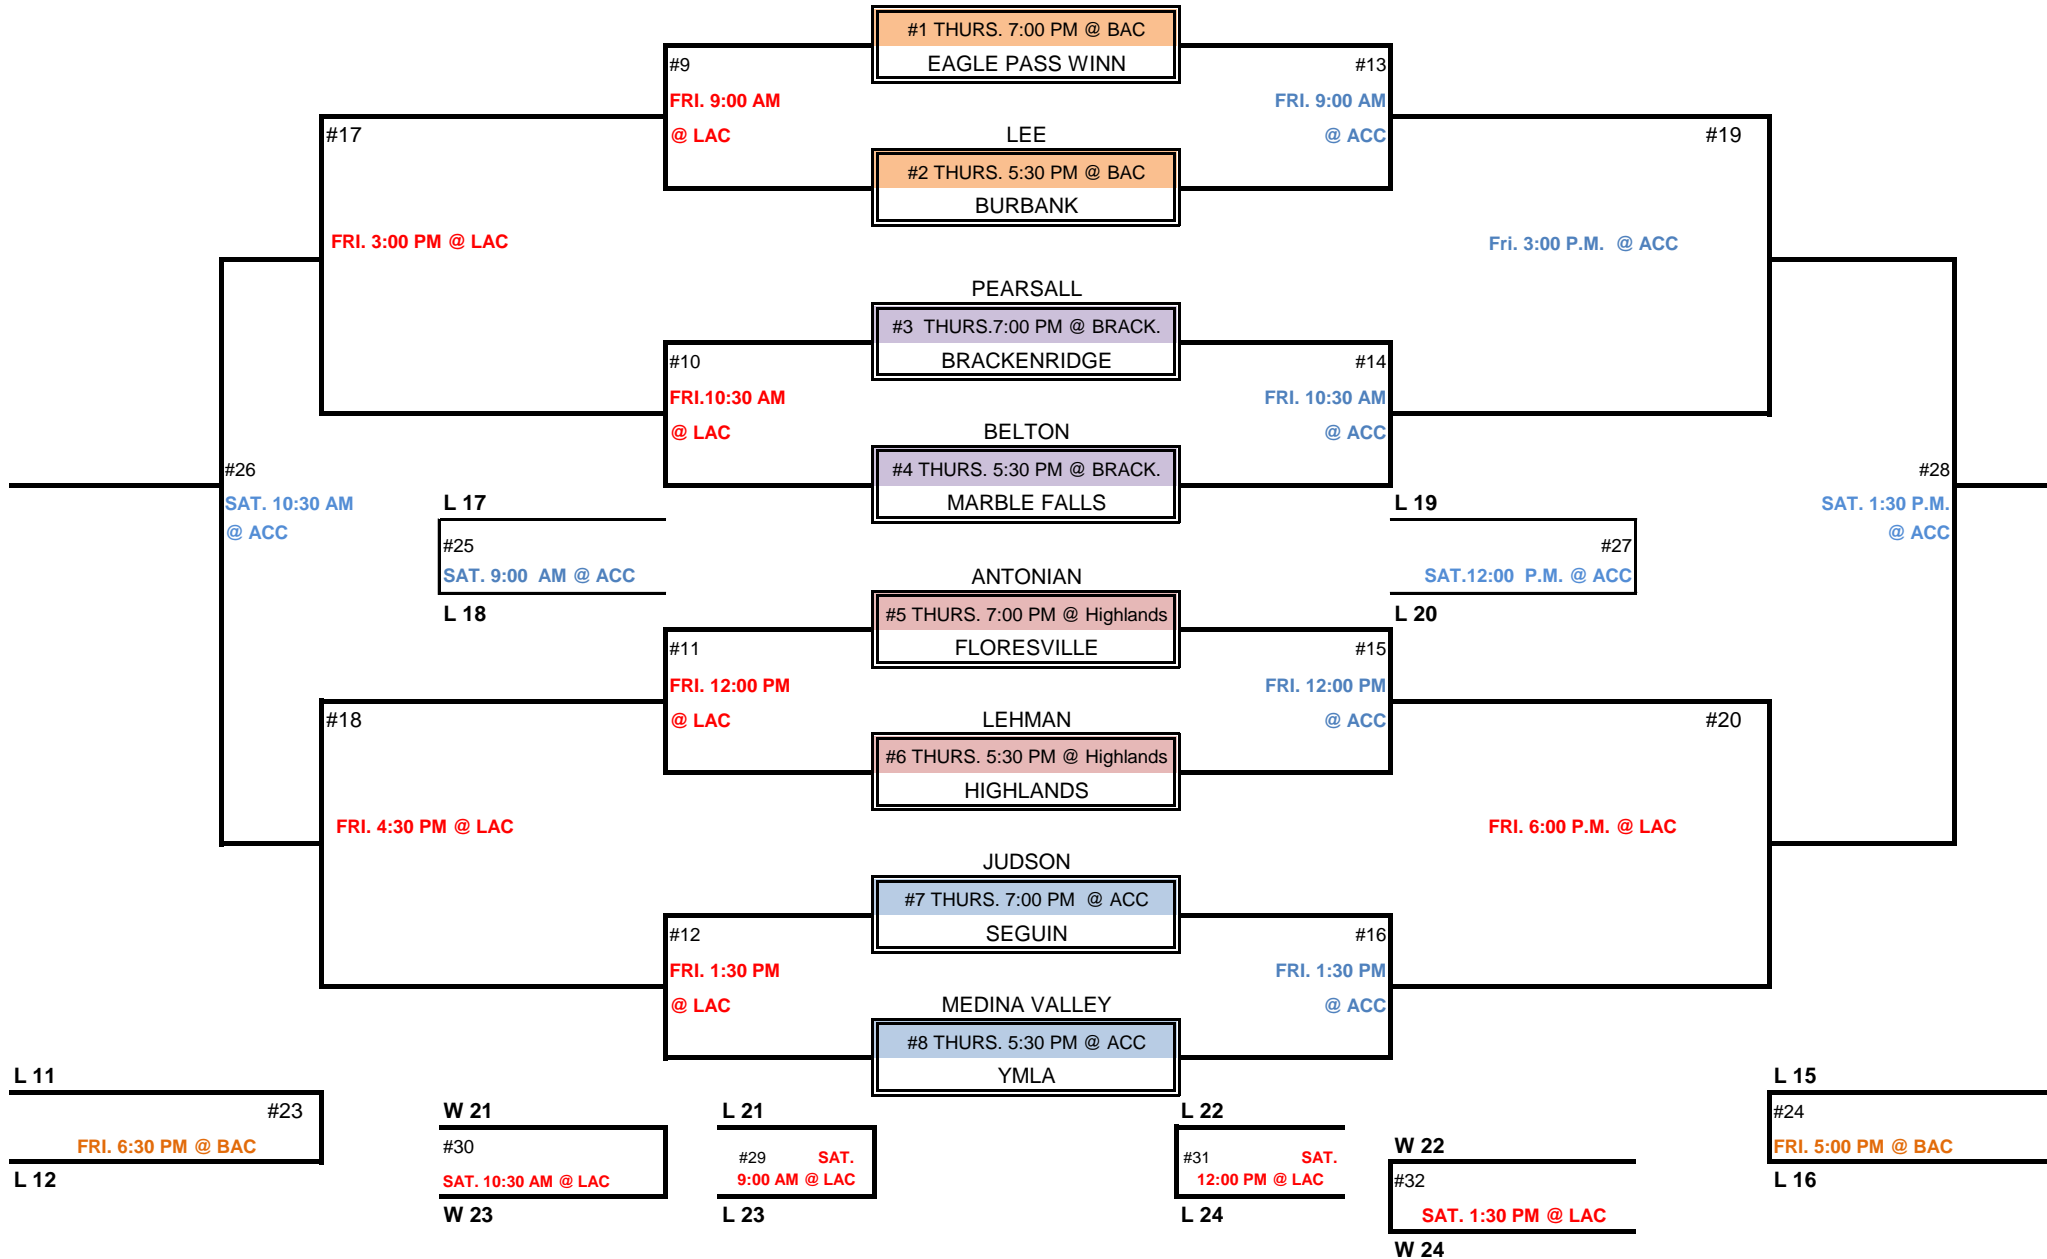 #1 THURS. 7:00 PM @ BAC
EAGLE PASS WINN
#9
#13
FRI. 9:00 AM
FRI. 9:00 AM
@ LAC
@ ACC
#17
LEE
#19
#2 THURS. 5:30 PM @ BAC
BURBANK
FRI. 3:00 PM @ LAC
Fri. 3:00 P.M. @ ACC
PEARSALL
#3 THURS.7:00 PM @ BRACK.
BRACKENRIDGE
#10
#14
FRI.10:30 AM
FRI. 10:30 AM
@ LAC
@ ACC
BELTON
#4 THURS. 5:30 PM @ BRACK.
MARBLE FALLS
#26
SAT. 10:30 AM
@ ACC
#28
SAT. 1:30 P.M.
@ ACC
L 17
#25
SAT. 9:00 AM @ ACC
L 18
L 19
#27
SAT.12:00 P.M. @ ACC
L 20
ANTONIAN
#5 THURS. 7:00 PM @ Highlands
FLORESVILLE
#11
#15
FRI. 12:00 PM
FRI. 12:00 PM
@ LAC
@ ACC
#18
LEHMAN
#20
#6 THURS. 5:30 PM @ Highlands
HIGHLANDS
FRI. 4:30 PM @ LAC
FRI. 6:00 P.M. @ LAC
JUDSON
#7 THURS. 7:00 PM @ ACC
SEGUIN
#12
#16
FRI. 1:30 PM
FRI. 1:30 PM
@ LAC
@ ACC
MEDINA VALLEY
#8 THURS. 5:30 PM @ ACC
YMLA
L 11
#23
FRI. 6:30 PM @ BAC
L 12
W 21
#30
SAT. 10:30 AM @ LAC
W 23
L 21
#29 SAT.
9:00 AM @ LAC
L 23
L 22
#31 SAT.
12:00 PM @ LAC
L 24
W 22
#32
SAT. 1:30 PM @ LAC
W 24
L 15
#24
FRI. 5:00 PM @ BAC
L 16